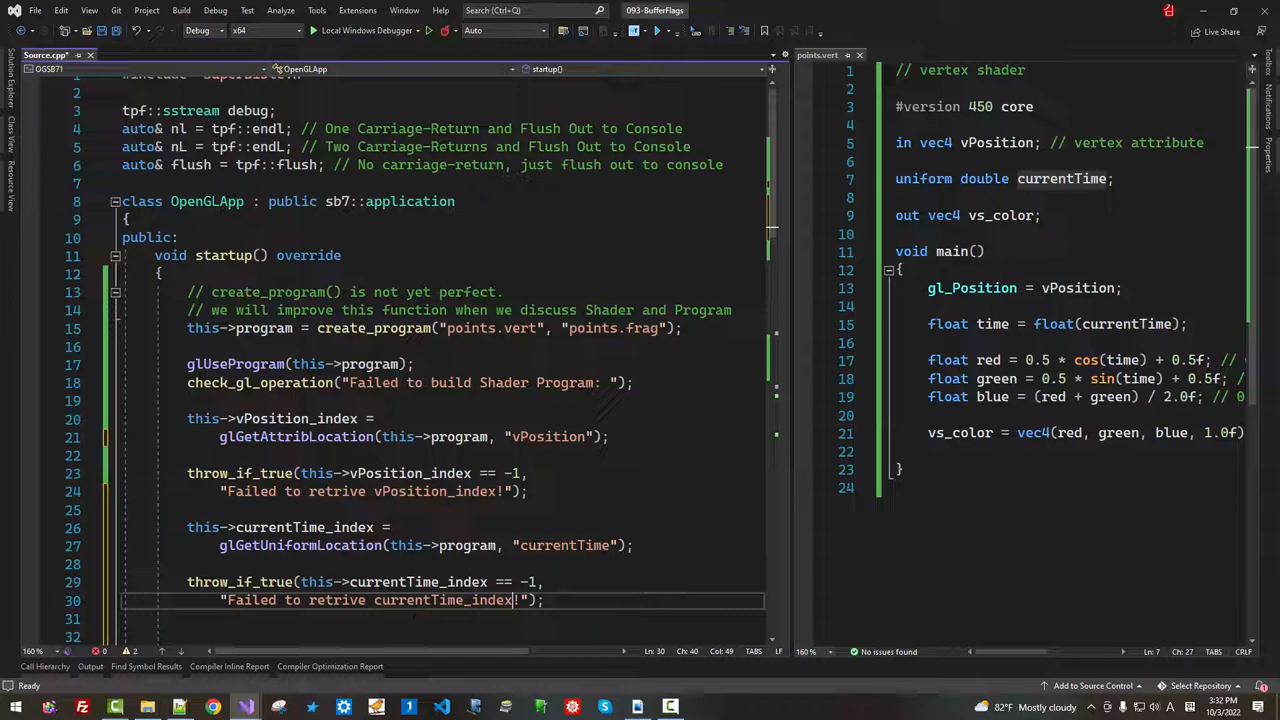 File Edit View Git Project Build Debug Test Analyze Tools Extensions Window Help Search (Ctrl+Q) 093-BufferFlags
Debug x64 Local Windows Debugger Auto Live Share
Source.cpp* points.vert
OGSB71 OpenGLApp startup()
Solution Explorer
Class View
Resource View
Toolbox
Notifications
Properties
1
2
3 tpf::sstream debug;
4 auto& nl = tpf::endl; // One Carriage-Return and Flush Out to Console
5 auto& nL = tpf::endL; // Two Carriage-Returns and Flush Out to Console
6 auto& flush = tpf::flush; // No carriage-return, just flush out to console
7
8 class OpenGLApp : public sb7::application
9 {
10 public:
11 void startup() override
12 {
13 // create_program() is not yet perfect.
14 // we will improve this function when we discuss Shader and Program
15 this->program = create_program("points.vert", "points.frag");
16
17 glUseProgram(this->program);
18 check_gl_operation("Failed to build Shader Program: ");
19
20 this->vPosition_index =
21 glGetAttribLocation(this->program, "vPosition");
22
23 throw_if_true(this->vPosition_index == -1,
24 "Failed to retrive vPosition_index!");
25
26 this->currentTime_index =
27 glGetUniformLocation(this->program, "currentTime");
28
29 throw_if_true(this->currentTime_index == -1,
30 "Failed to retrive currentTime_index!");
31
32
1 // vertex shader
2
3 #version 450 core
4
5 in vec4 vPosition; // vertex attribute
6
7 uniform double currentTime;
8
9 out vec4 vs_color;
10
11 void main()
12 {
13 gl_Position = vPosition;
14
15 float time = float(currentTime);
16
17 float red = 0.5 * cos(time) + 0.5f; //
18 float green = 0.5 * sin(time) + 0.5f; //
19 float blue = (red + green) / 2.0f; // 0
20
21 vs_color = vec4(red, green, blue, 1.0f)
22
23 }
24
160 % 0 2 Ln: 30 Ch: 40 Col: 49 TABS LF
160 % No issues found Ln: 7 Ch: 27 TABS CRLF
Call Hierarchy Output Find Symbol Results Compiler Inline Report Compiler Optimization Report
Ready Add to Source Control Select Repository 1
82°F Mostly cloudy A 3:32 PM
10/3/2022